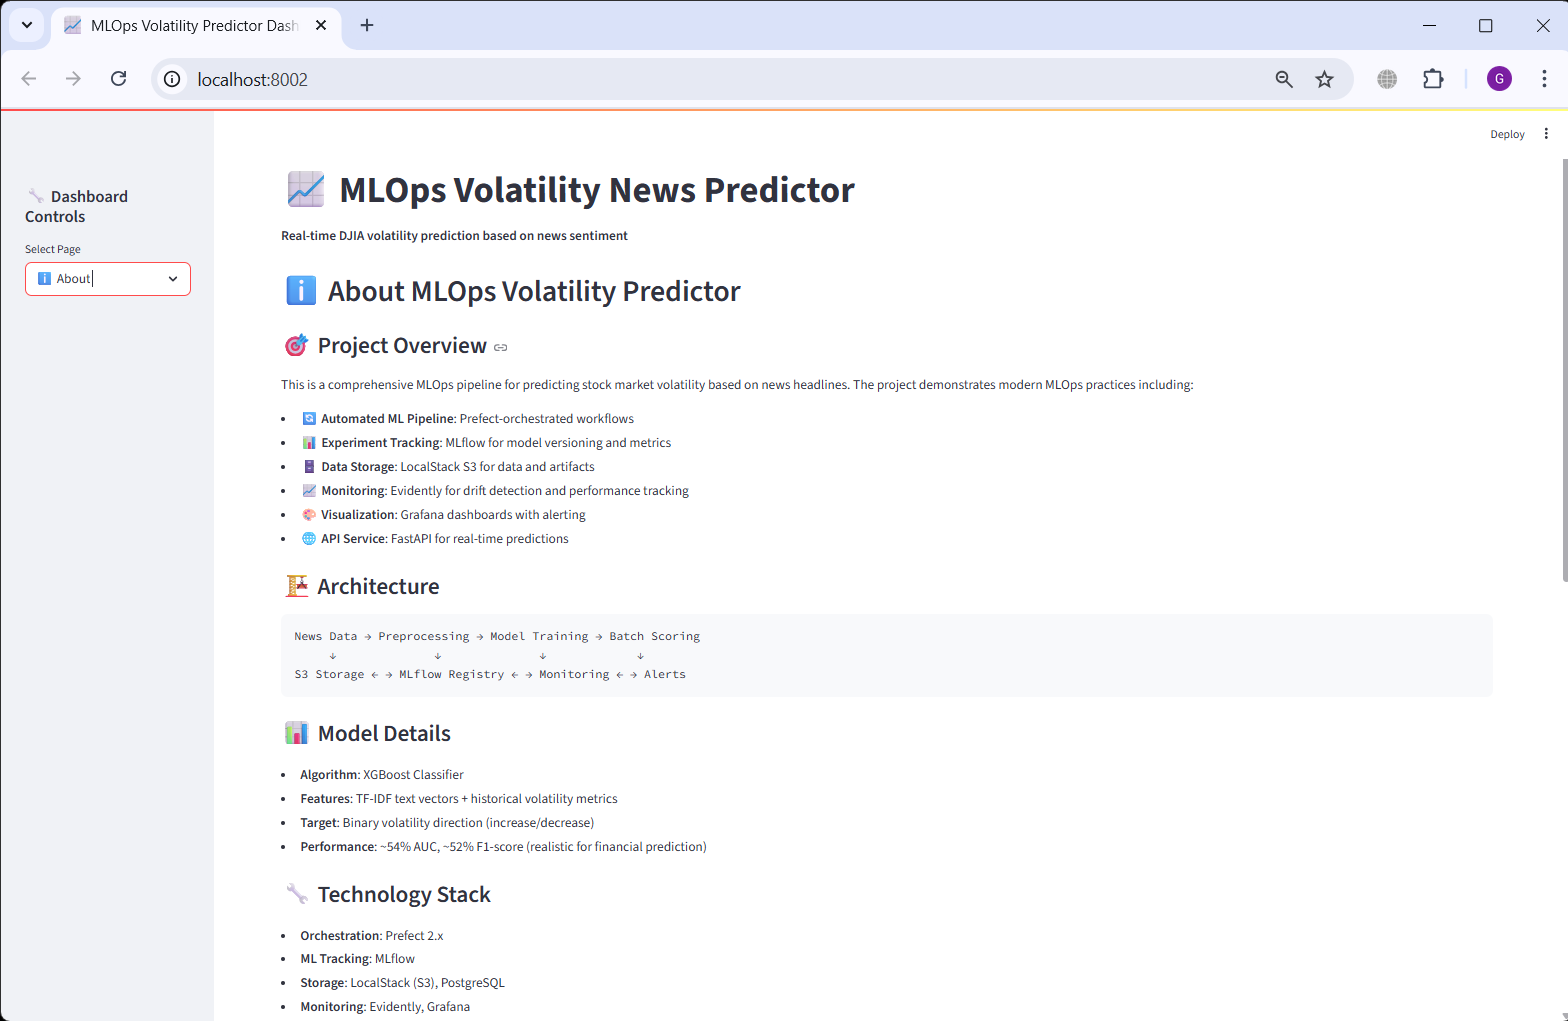 MLOps Volatility Predictor Dash
localhost:8002
G
Deploy
Dashboard
Controls
Select Page
About
MLOps Volatility News Predictor
Real-time DJIA volatility prediction based on news sentiment
About MLOps Volatility Predictor
Project Overview
This is a comprehensive MLOps pipeline for predicting stock market volatility based on news headlines. The project demonstrates modern MLOps practices including:
• Automated ML Pipeline: Prefect-orchestrated workflows
• Experiment Tracking: MLflow for model versioning and metrics
• Data Storage: LocalStack S3 for data and artifacts
• Monitoring: Evidently for drift detection and performance tracking
• Visualization: Grafana dashboards with alerting
• API Service: FastAPI for real-time predictions
Architecture
News Data → Preprocessing → Model Training → Batch Scoring
↓ ↓ ↓ ↓
S3 Storage ← → MLflow Registry ← → Monitoring ← → Alerts
Model Details
• Algorithm: XGBoost Classifier
• Features: TF-IDF text vectors + historical volatility metrics
• Target: Binary volatility direction (increase/decrease)
• Performance: ~54% AUC, ~52% F1-score (realistic for financial prediction)
Technology Stack
• Orchestration: Prefect 2.x
• ML Tracking: MLflow
• Storage: LocalStack (S3), PostgreSQL
• Monitoring: Evidently, Grafana